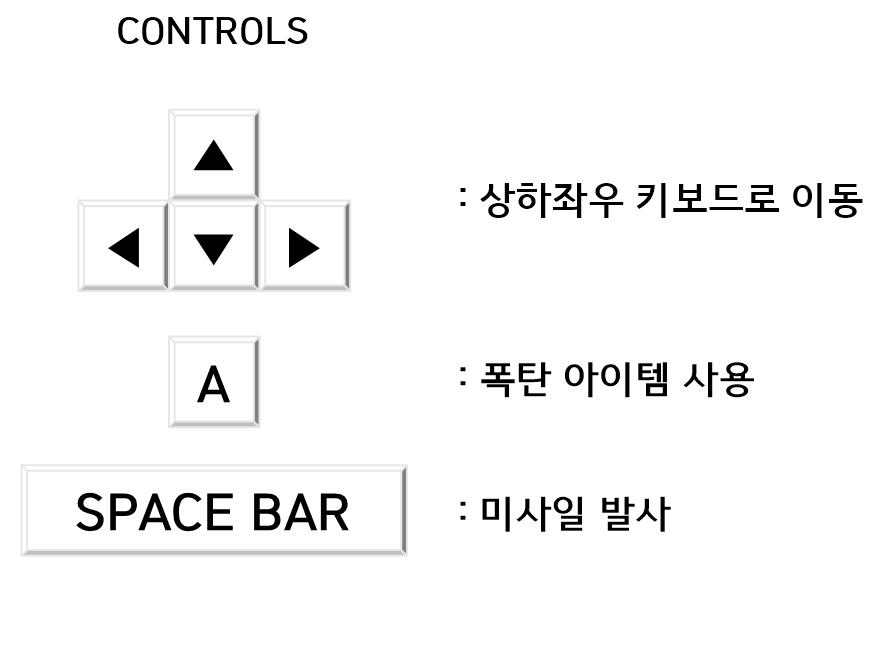 CONTROLS
: 상하좌우 키보드로 이동
A : 폭탄 아이템 사용
SPACE BAR : 미사일 발사